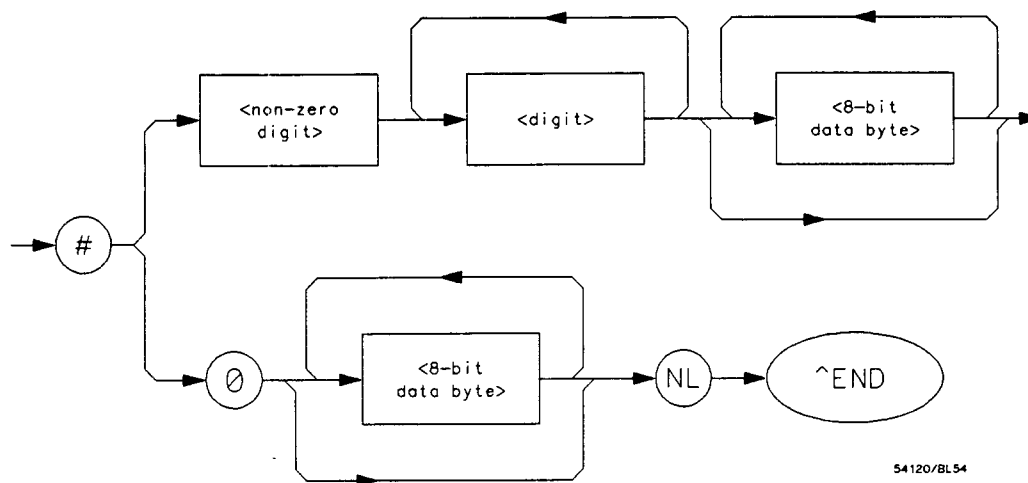 <non-zero
digit>
<digit>
<8-bit
data byte>
#
0
<8-bit
data byte>
NL
^END
54120/BL54